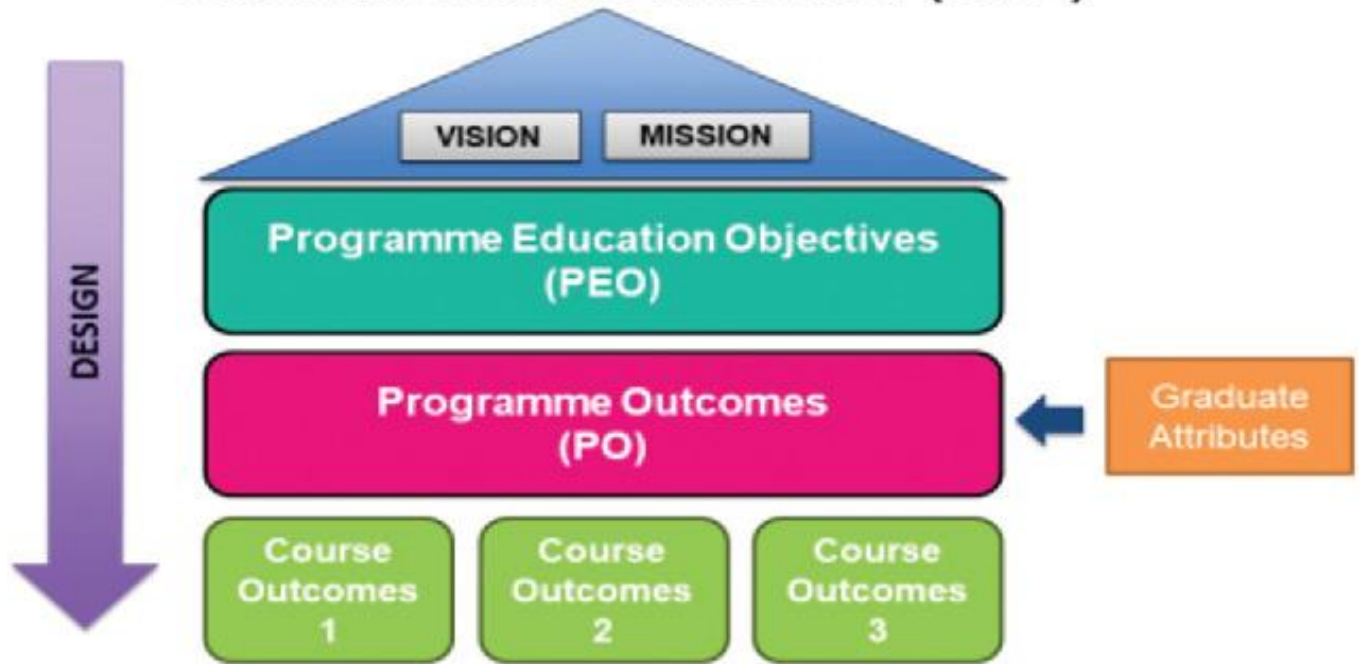 VISION
MISSION
Programme Education Objectives
(PEO)
DESIGN
Programme Outcomes
(PO)
Graduate
Attributes
Course
Outcomes
1
Course
Outcomes
2
Course
Outcomes
3